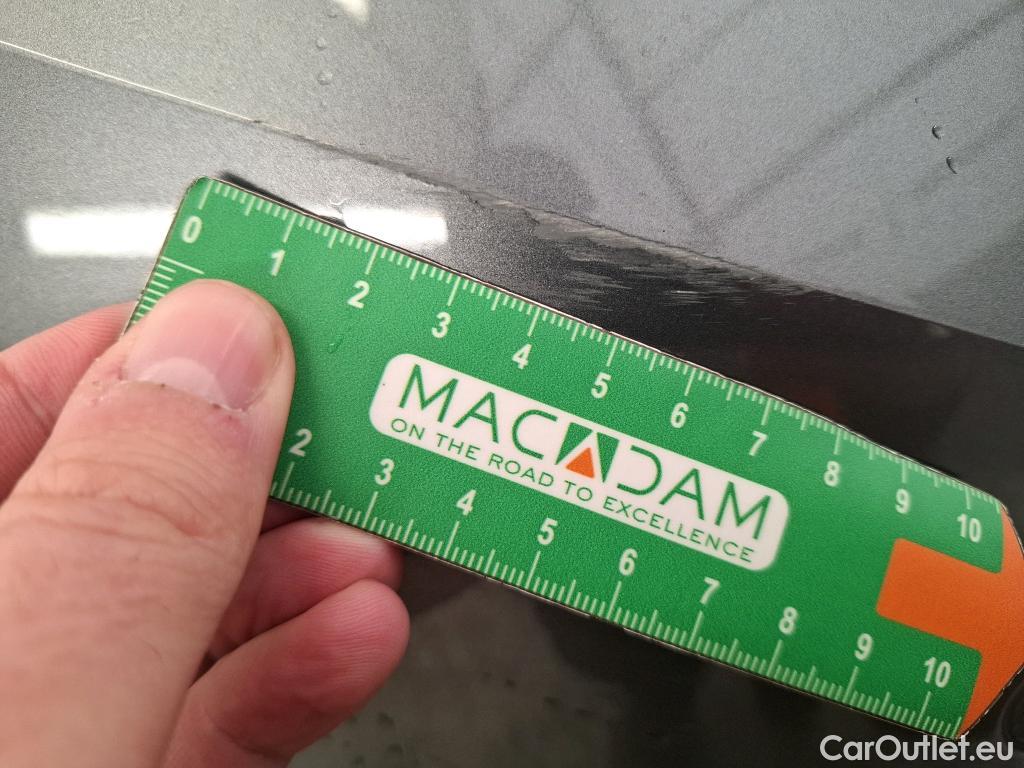 0 1 2 3 4 5 6 7 8 9 10
MACADAM
ON THE ROAD TO EXCELLENCE
2 3 4 5 6 7 8 9 10
CarOutlet.eu